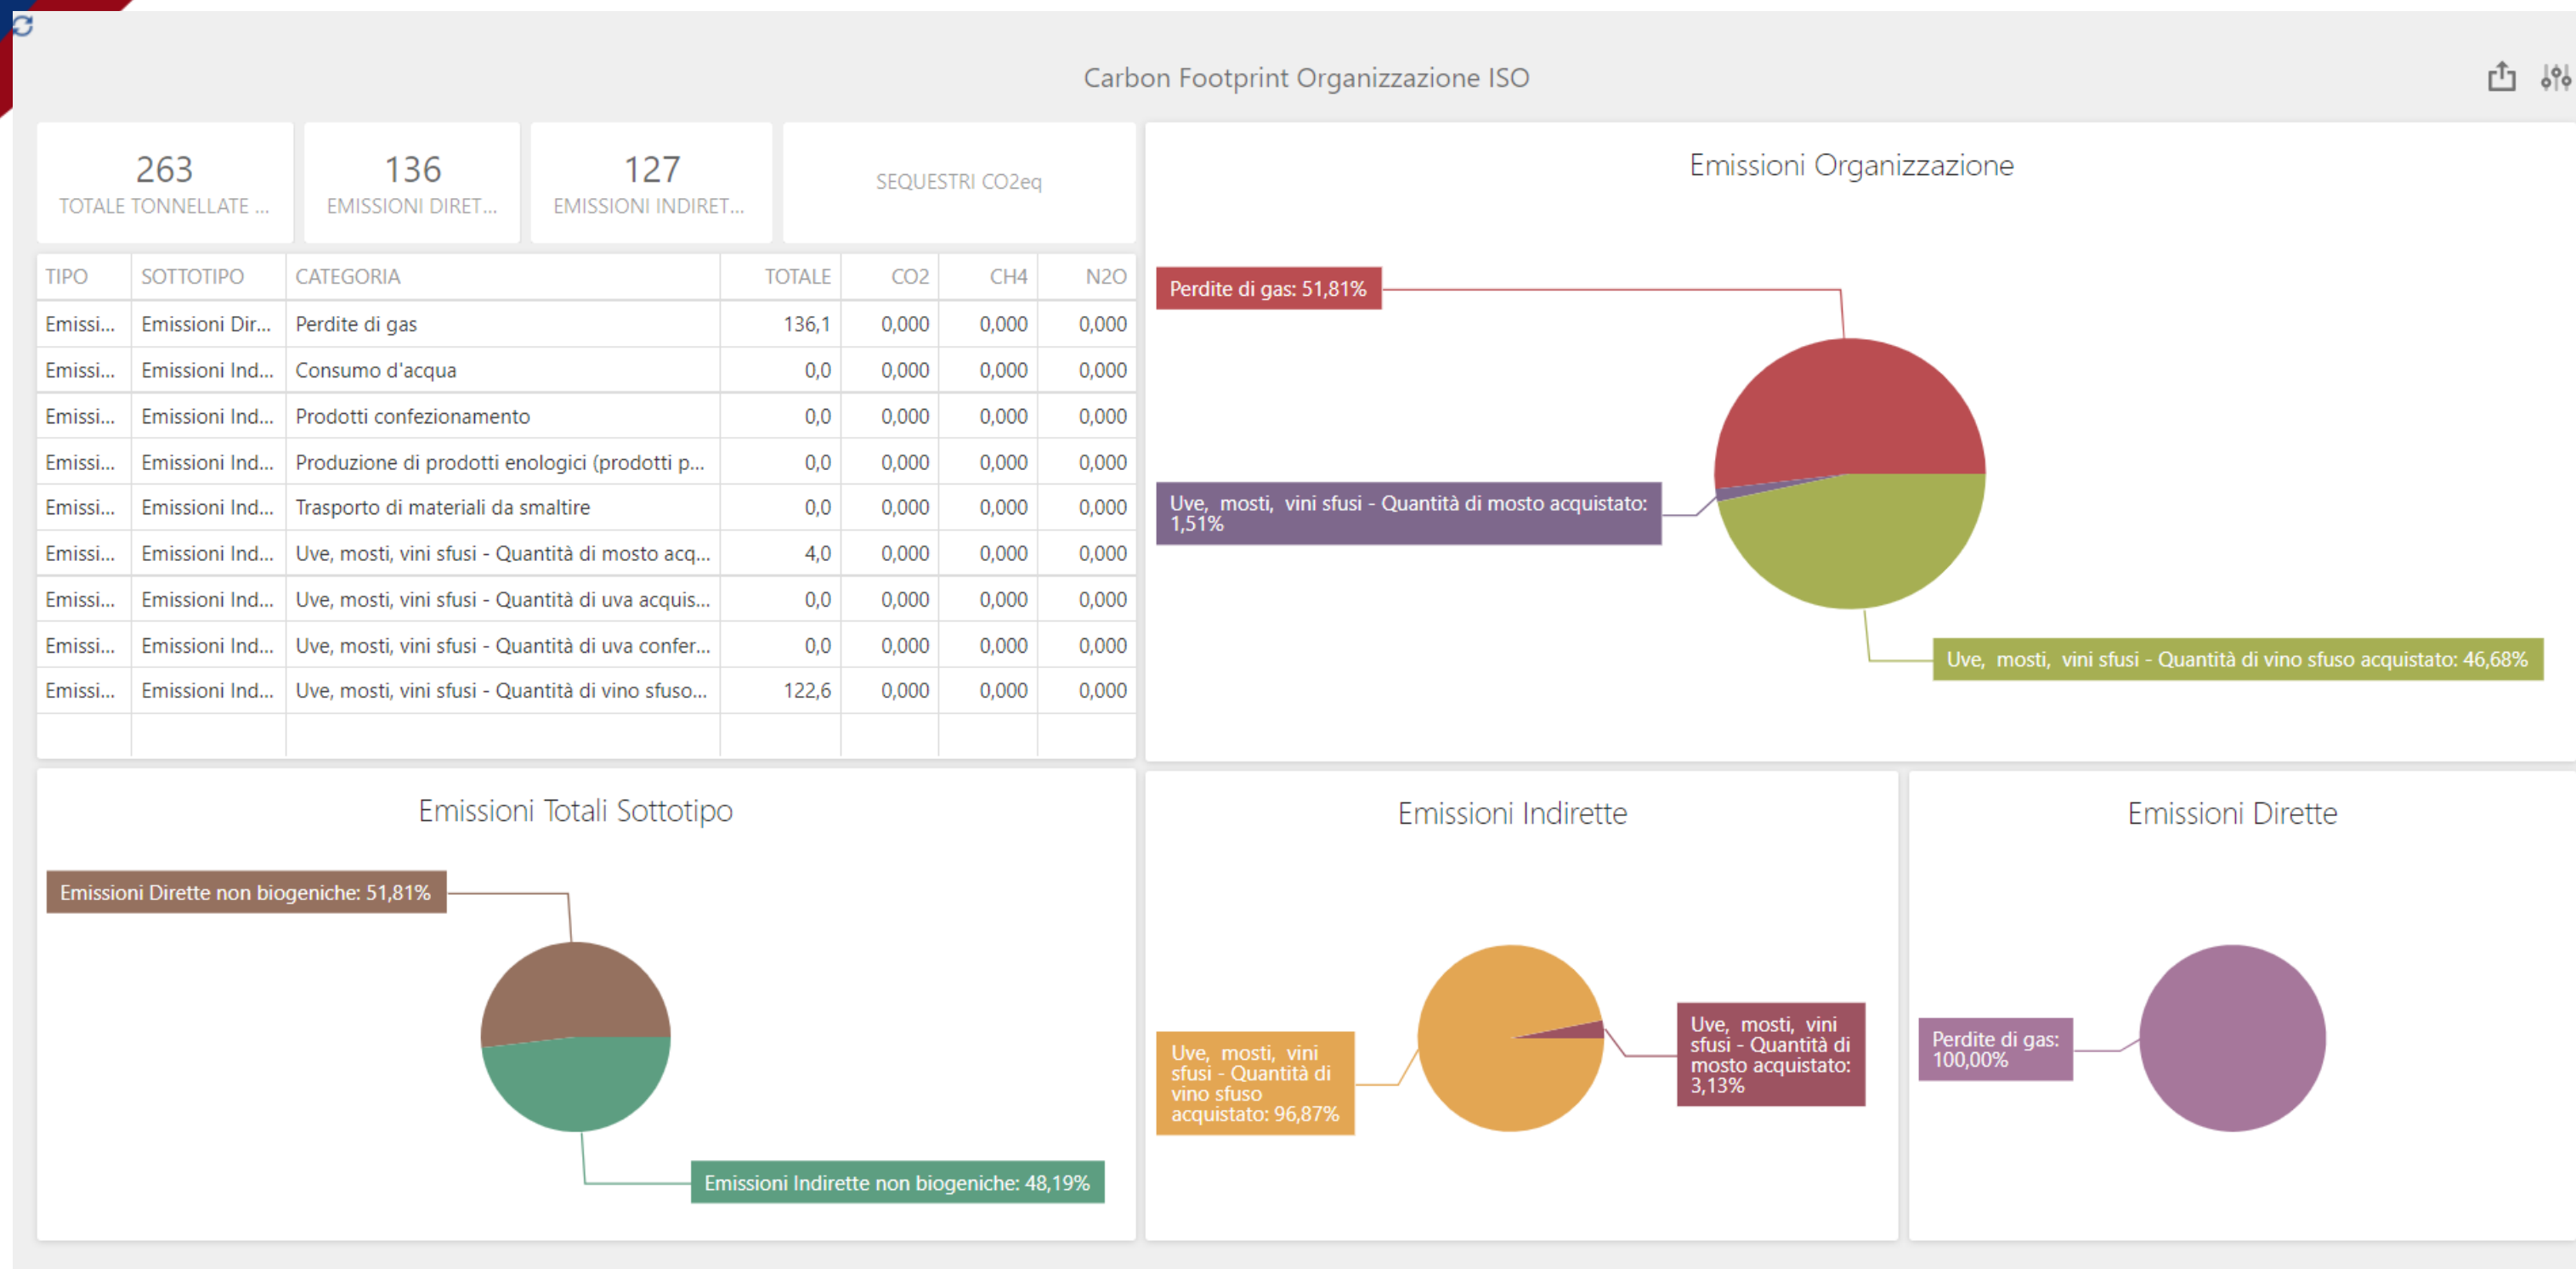 Carbon Footprint Organizzazione ISO
263
TOTALE TONNELLATE ...
136
EMISSIONI DIRET...
127
EMISSIONI INDIRET...
SEQUESTRI CO2eq
TIPO SOTTOTIPO CATEGORIA TOTALE CO2 CH4 N2O
Emissi... Emissioni Dir... Perdite di gas 136,1 0,000 0,000 0,000
Emissi... Emissioni Ind... Consumo d'acqua 0,0 0,000 0,000 0,000
Emissi... Emissioni Ind... Prodotti confezionamento 0,0 0,000 0,000 0,000
Emissi... Emissioni Ind... Produzione di prodotti enologici (prodotti p... 0,0 0,000 0,000 0,000
Emissi... Emissioni Ind... Trasporto di materiali da smaltire 0,0 0,000 0,000 0,000
Emissi... Emissioni Ind... Uve, mosti, vini sfusi - Quantità di mosto acq... 4,0 0,000 0,000 0,000
Emissi... Emissioni Ind... Uve, mosti, vini sfusi - Quantità di uva acquis... 0,0 0,000 0,000 0,000
Emissi... Emissioni Ind... Uve, mosti, vini sfusi - Quantità di uva confer... 0,0 0,000 0,000 0,000
Emissi... Emissioni Ind... Uve, mosti, vini sfusi - Quantità di vino sfuso... 122,6 0,000 0,000 0,000
Emissioni Organizzazione
Perdite di gas: 51,81%
Uve, mosti, vini sfusi - Quantità di mosto acquistato:
1,51%
Uve, mosti, vini sfusi - Quantità di vino sfuso acquistato: 46,68%
Emissioni Totali Sottotipo
Emissioni Dirette non biogeniche: 51,81%
Emissioni Indirette non biogeniche: 48,19%
Emissioni Indirette
Uve, mosti, vini
sfusi - Quantità di
vino sfuso
acquistato: 96,87%
Uve, mosti, vini
sfusi - Quantità di
mosto acquistato:
3,13%
Emissioni Dirette
Perdite di gas:
100,00%